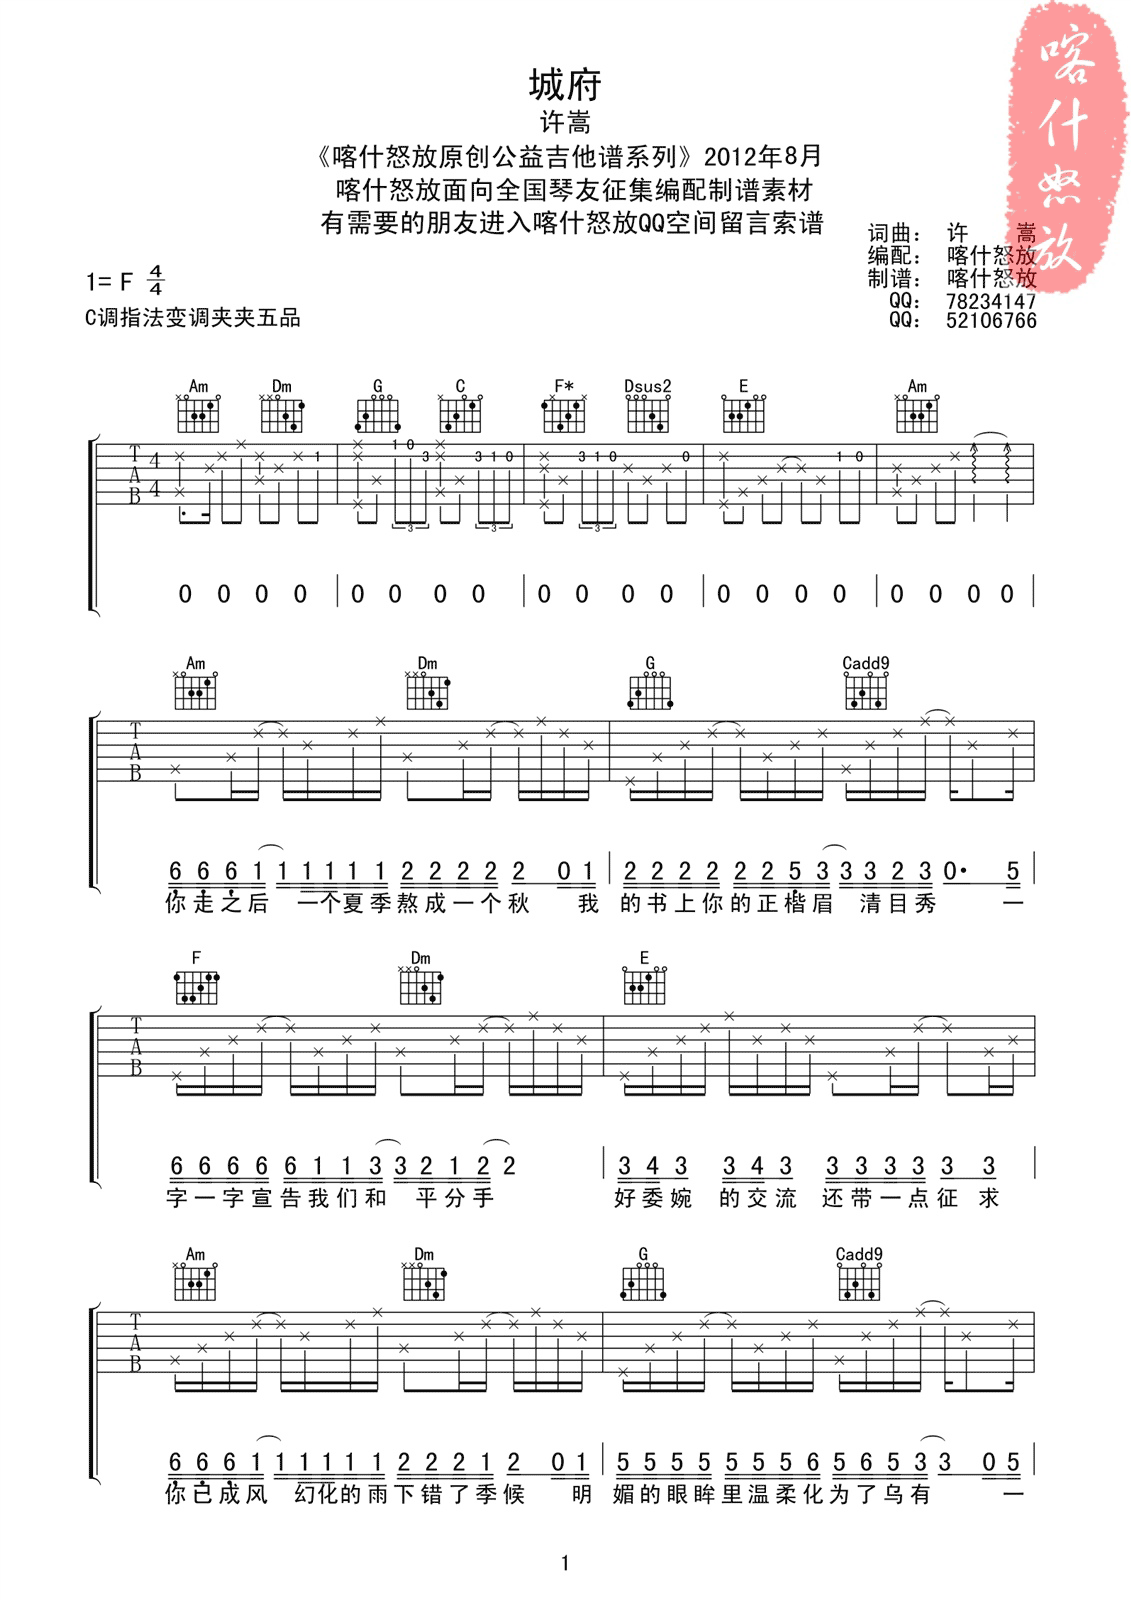 喀什怒放
城府
许嵩
《喀什怒放原创公益吉他谱系列》2012年8月
喀什怒放面向全国琴友征集编配制谱素材
有需要的朋友进入喀什怒放QQ空间留言索谱
词曲: 许 嵩
编配: 喀什怒放
制谱: 喀什怒放
QQ: 78234147
QQ: 52106766
1= F 4/4
C调指法变调夹夹五品
Am Dm G C F* Dsus2 E Am
T A B 4/4 1 1 0 3 3 1 0 3 1 0 0 1 0
3 3 3
0 0 0 0 0 0 0 0 0 0 0 0 0 0 0 0 0 0 0 0
Am Dm G Cadd9
T A B
6 6 6 1 1 1 1 1 1 2 2 2 2 2 0 1 2 2 2 2 2 2 5 3 3 3 2 3 0· 5
你走之后 一个夏季熬成一个秋 我 的书上你的正楷眉 清目秀 一
F Dm E
T A B
6 6 6 6 6 1 1 3 3 2 1 2 2 3 4 3 3 4 3 3 3 3 3 3 3
字一字宣告我们和 平分手 好委婉 的交流 还带一点征 求
Am Dm G Cadd9
T A B
6 6 6 1 1 1 1 1 1 2 2 2 1 2 0 1 5 5 5 5 5 5 5 6 5 6 5 3 3 0 5
你已成风 幻化的雨下错了季候 明 媚的眼眸里温柔化为了乌有 一
1